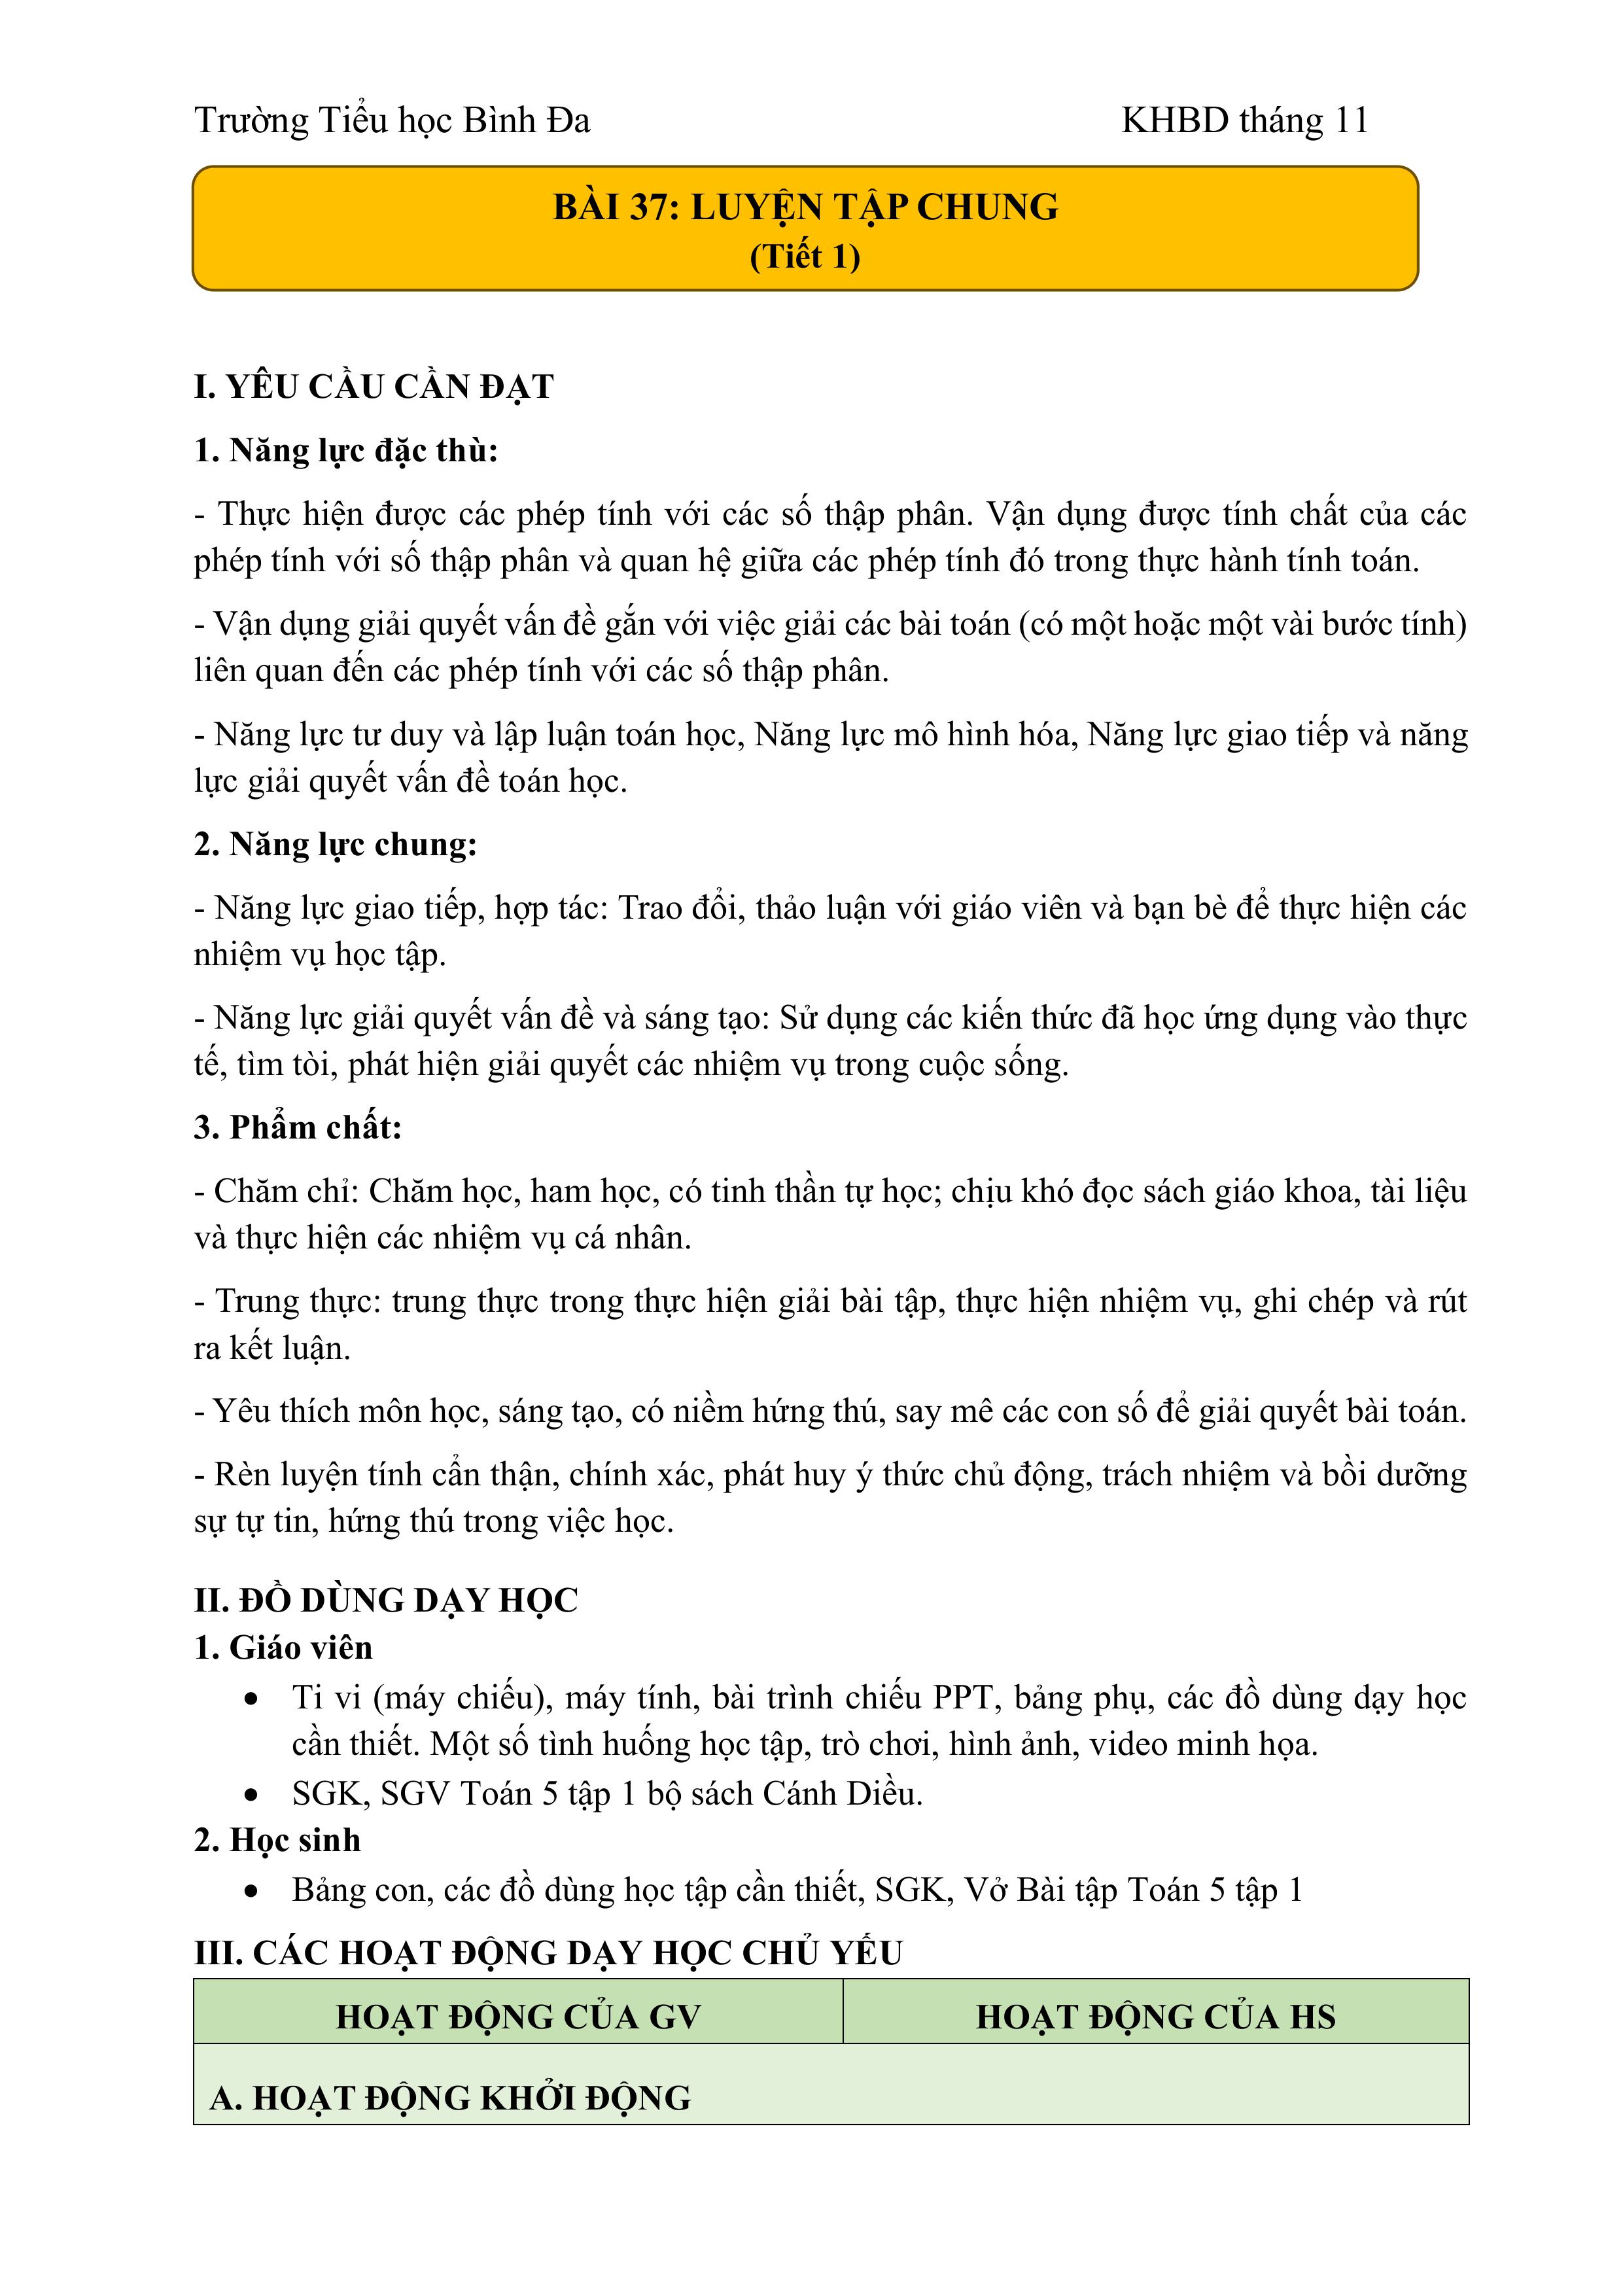 Trường Tiểu học Bình Đa KHBD tháng 11
BÀI 37: LUYỆN TẬP CHUNG
(Tiết 1)
I. YÊU CẦU CẦN ĐẠT
1. Năng lực đặc thù:
- Thực hiện được các phép tính với các số thập phân. Vận dụng được tính chất của các
phép tính với số thập phân và quan hệ giữa các phép tính đó trong thực hành tính toán.
- Vận dụng giải quyết vấn đề gắn với việc giải các bài toán (có một hoặc một vài bước tính)
liên quan đến các phép tính với các số thập phân.
- Năng lực tư duy và lập luận toán học, Năng lực mô hình hóa, Năng lực giao tiếp và năng
lực giải quyết vấn đề toán học.
2. Năng lực chung:
- Năng lực giao tiếp, hợp tác: Trao đổi, thảo luận với giáo viên và bạn bè để thực hiện các
nhiệm vụ học tập.
- Năng lực giải quyết vấn đề và sáng tạo: Sử dụng các kiến thức đã học ứng dụng vào thực
tế, tìm tòi, phát hiện giải quyết các nhiệm vụ trong cuộc sống.
3. Phẩm chất:
- Chăm chỉ: Chăm học, ham học, có tinh thần tự học; chịu khó đọc sách giáo khoa, tài liệu
và thực hiện các nhiệm vụ cá nhân.
- Trung thực: trung thực trong thực hiện giải bài tập, thực hiện nhiệm vụ, ghi chép và rút
ra kết luận.
- Yêu thích môn học, sáng tạo, có niềm hứng thú, say mê các con số để giải quyết bài toán.
- Rèn luyện tính cẩn thận, chính xác, phát huy ý thức chủ động, trách nhiệm và bồi dưỡng
sự tự tin, hứng thú trong việc học.
II. ĐỒ DÙNG DẠY HỌC
1. Giáo viên
• Ti vi (máy chiếu), máy tính, bài trình chiếu PPT, bảng phụ, các đồ dùng dạy học
cần thiết. Một số tình huống học tập, trò chơi, hình ảnh, video minh họa.
• SGK, SGV Toán 5 tập 1 bộ sách Cánh Diều.
2. Học sinh
• Bảng con, các đồ dùng học tập cần thiết, SGK, Vở Bài tập Toán 5 tập 1
III. CÁC HOẠT ĐỘNG DẠY HỌC CHỦ YẾU
HOẠT ĐỘNG CỦA GV HOẠT ĐỘNG CỦA HS
A. HOẠT ĐỘNG KHỞI ĐỘNG